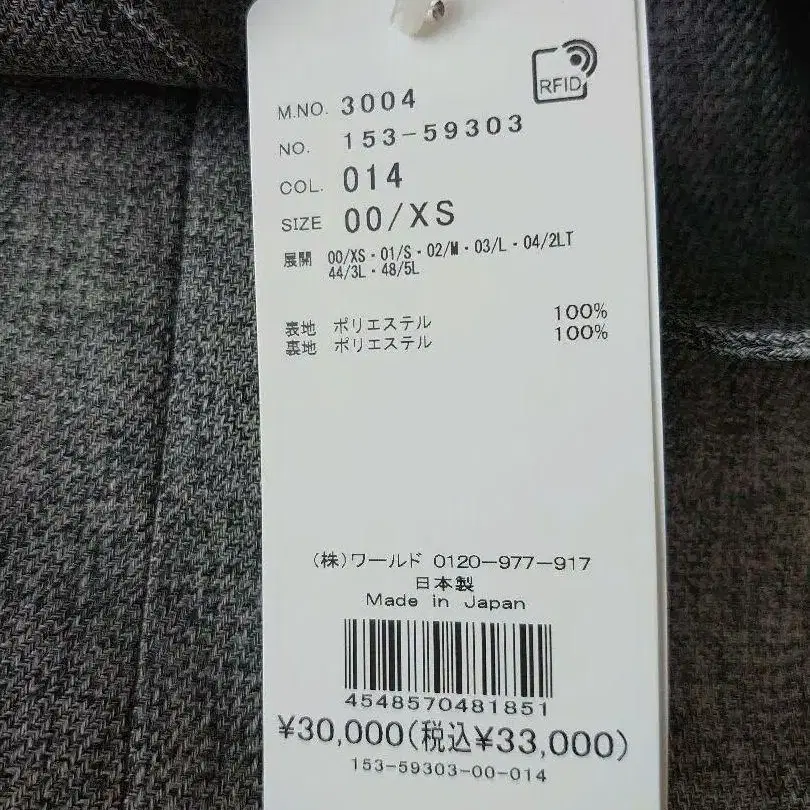 RFID
M.NO. 3004
NO. 153-59303
COL. 014
SIZE 00/XS
展開 00/XS・01/S・02/M・03/L・04/2LT
44/3L・48/5L
表地 ポリエステル 100%
裏地 ポリエステル 100%
(株)ワールド 0120-977-917
日本製
Made in Japan
4548570481851
¥30,000(税込¥33,000)
153-59303-00-014